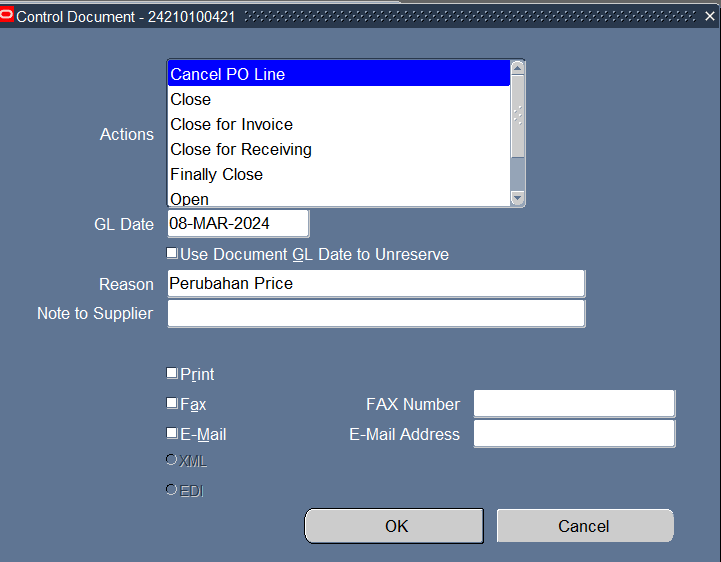 Control Document - 24210100421
Cancel PO Line
Close
Close for Invoice
Actions
Close for Receiving
Finally Close
Open
GL Date 08-MAR-2024
Use Document GL Date to Unreserve
Reason Perubahan Price
Note to Supplier
Print
Fax FAX Number
E-Mail E-Mail Address
XML
EDI
OK Cancel